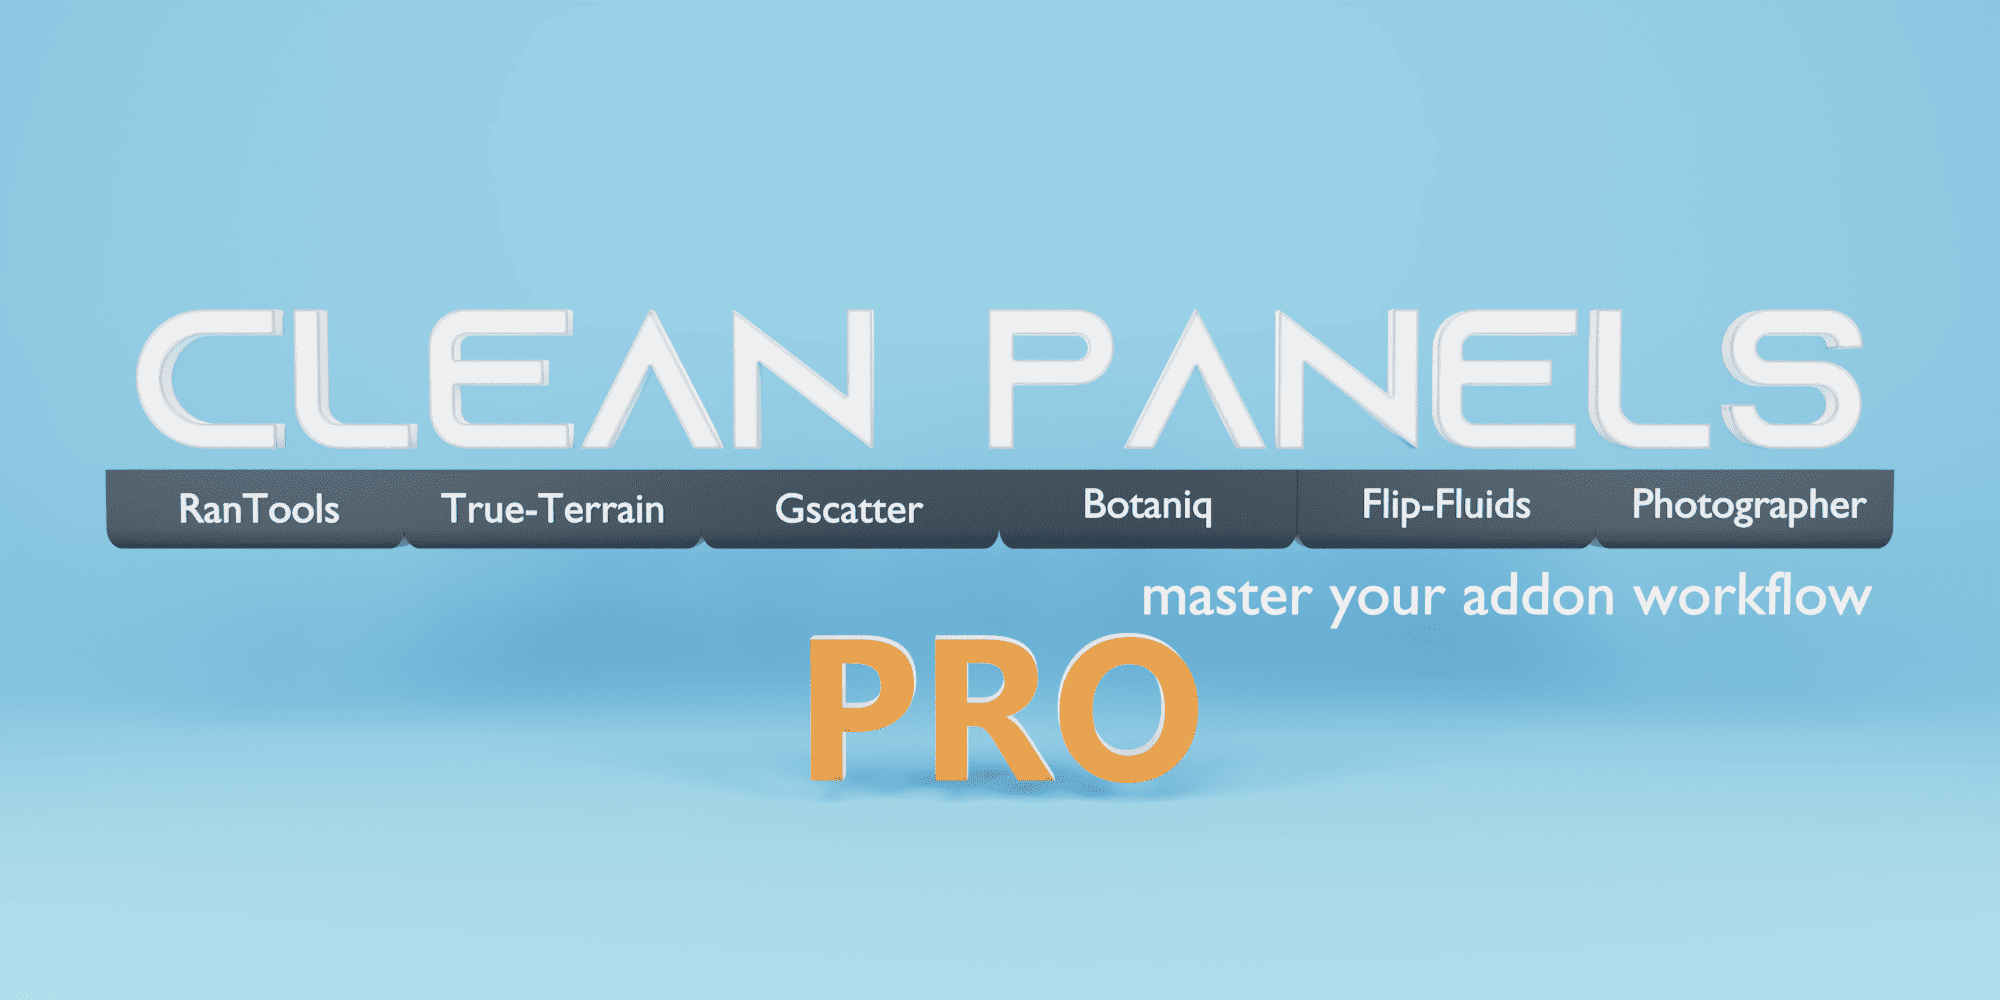 CLEAN PANELS
RanTools True-Terrain Gscatter Botaniq Flip-Fluids Photographer
master your addon workflow
PRO